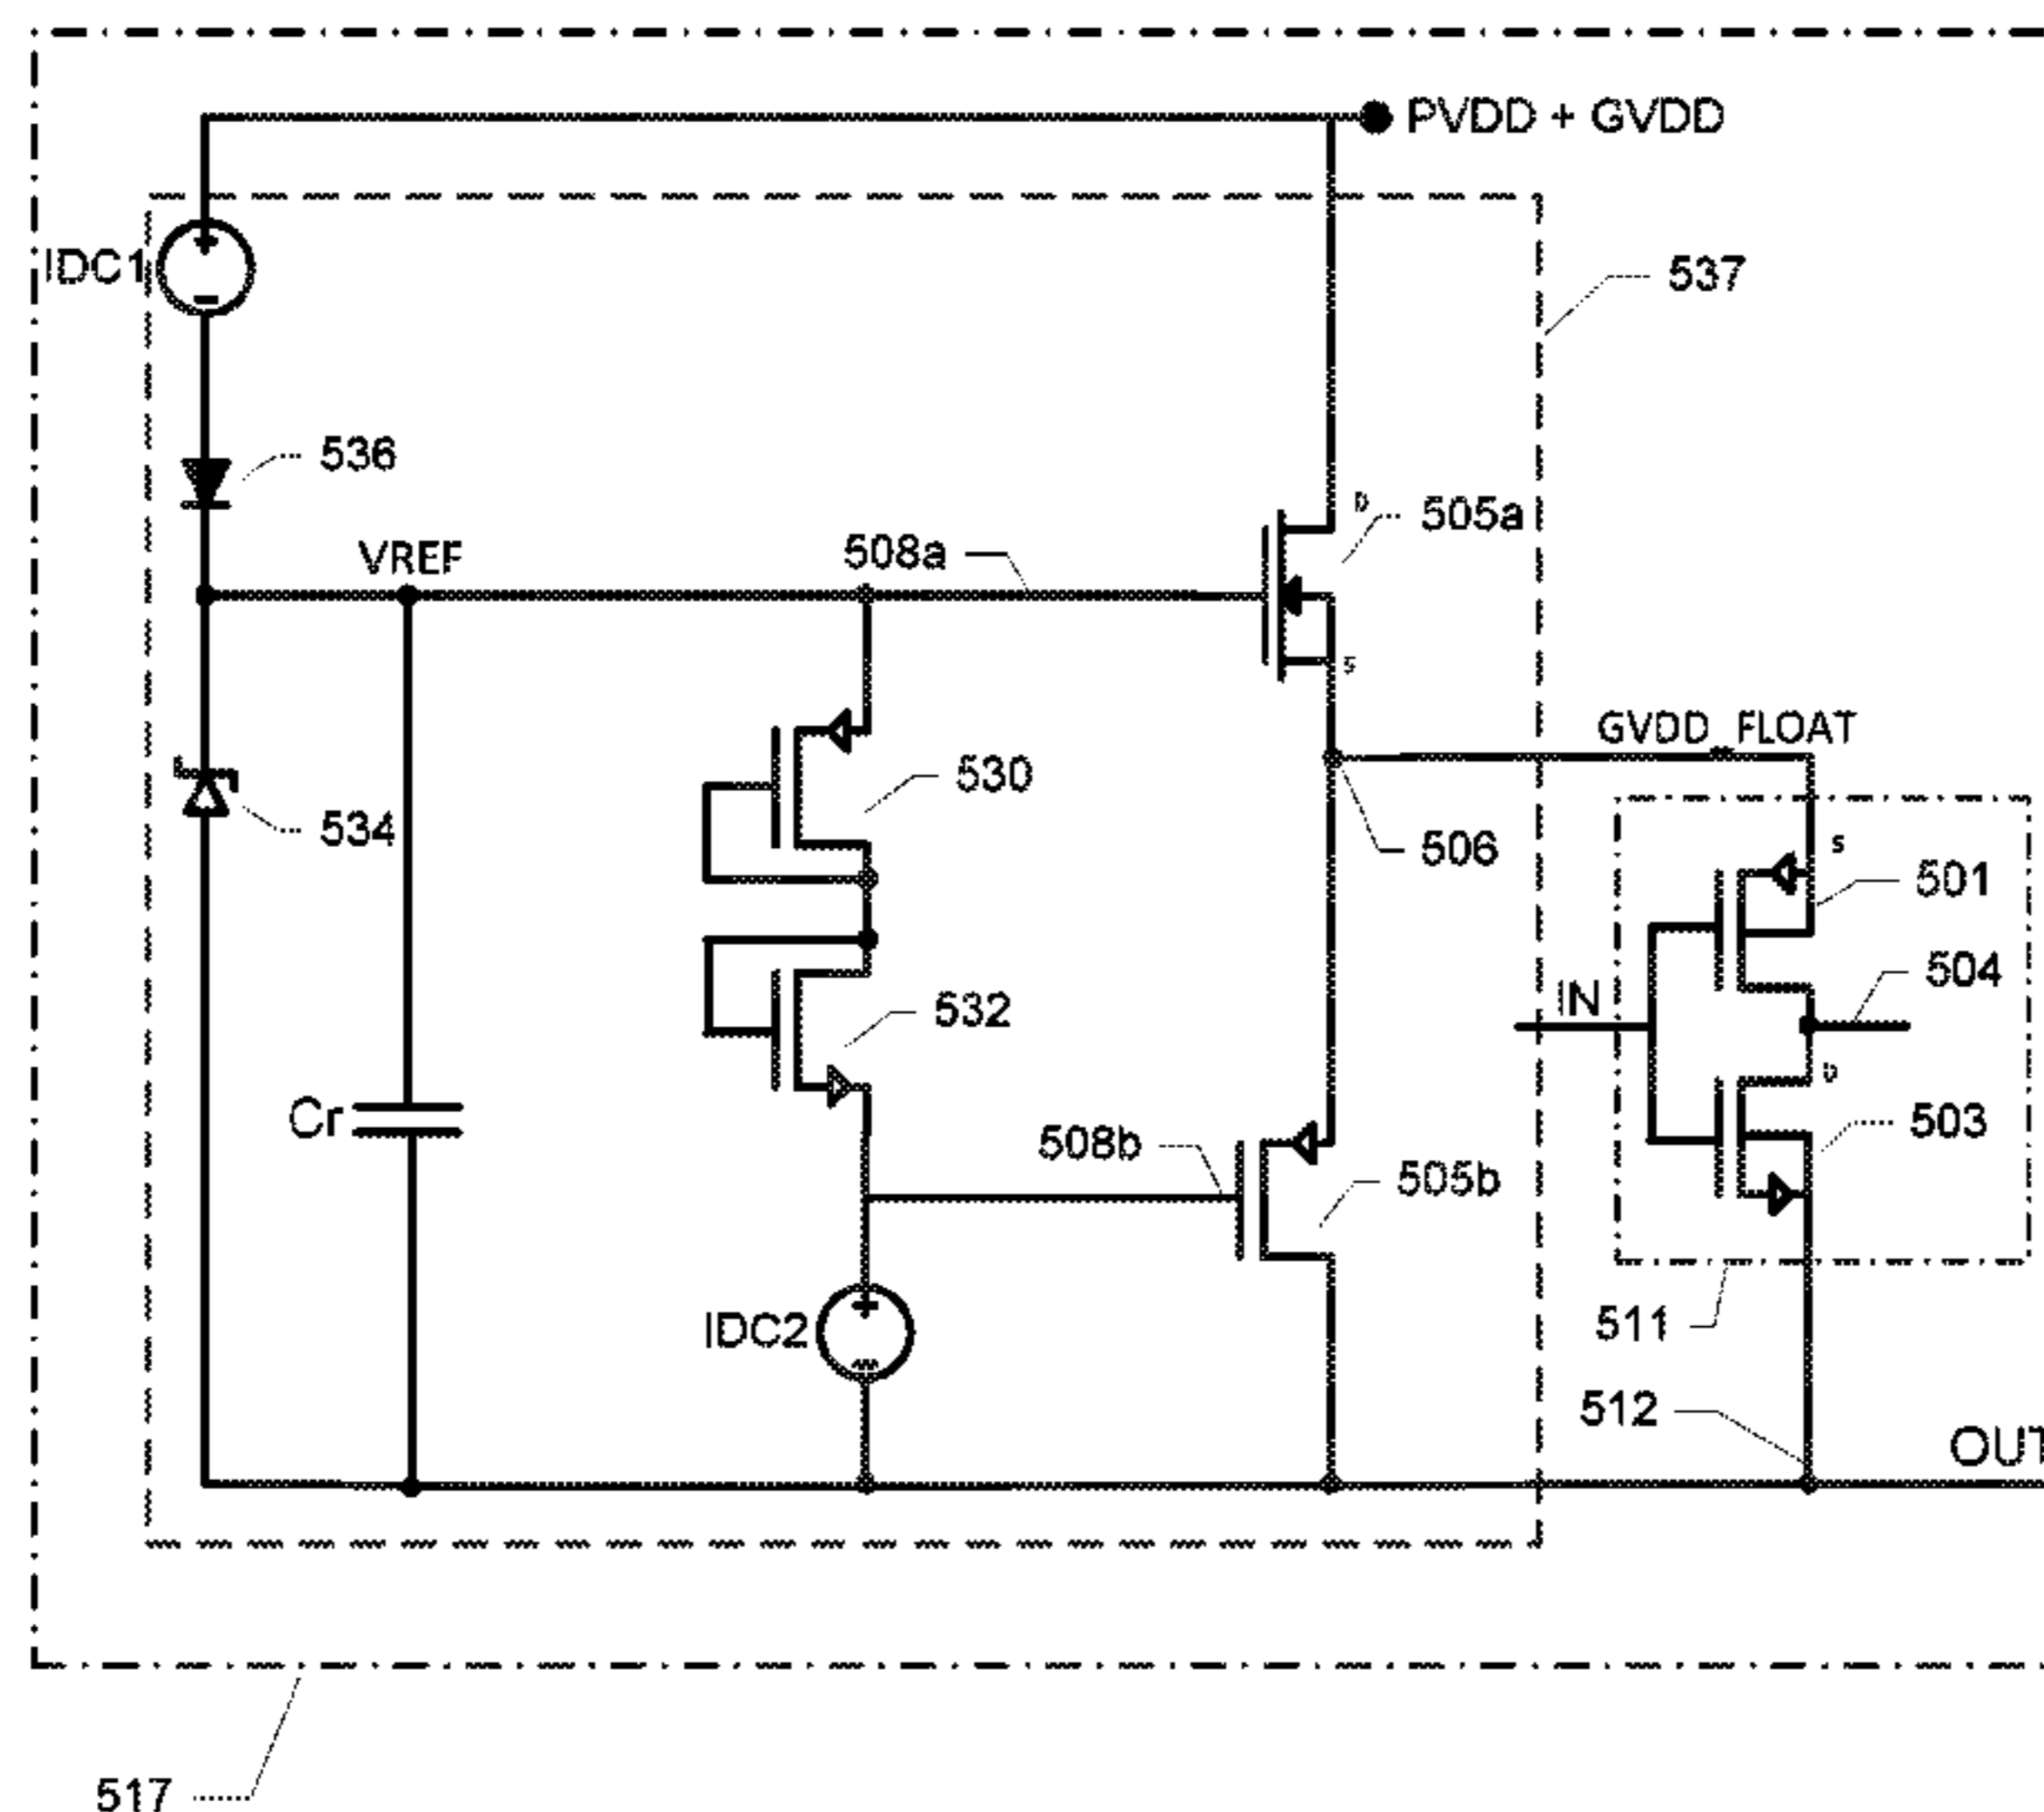 PVDD + GVDD
IDC1
+
-
537
536
D
505a
508a
VREF
S
GVDD_FLOAT
530
534
506
S
501
504
IN
532
D
503
Cr
508b
505b
+
IDC2
-
511
512
OUT
517